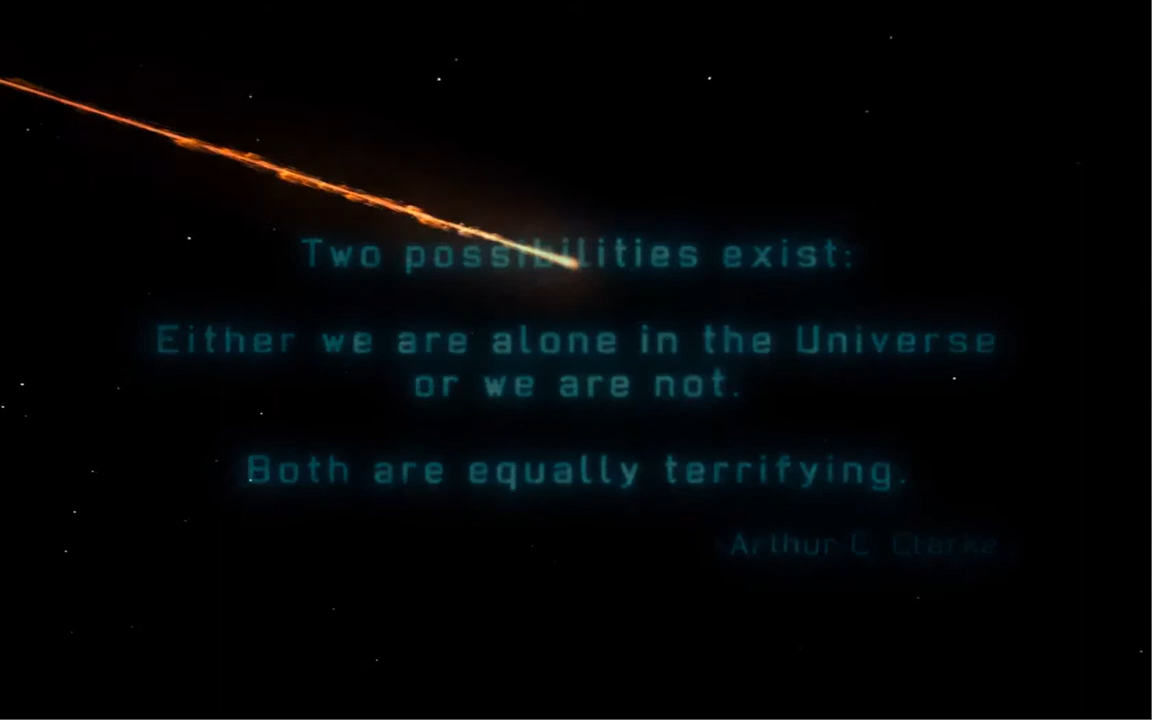 Two possibilities exist:
Either we are alone in the Universe
or we are not.
Both are equally terrifying.
Arthur C. Clarke